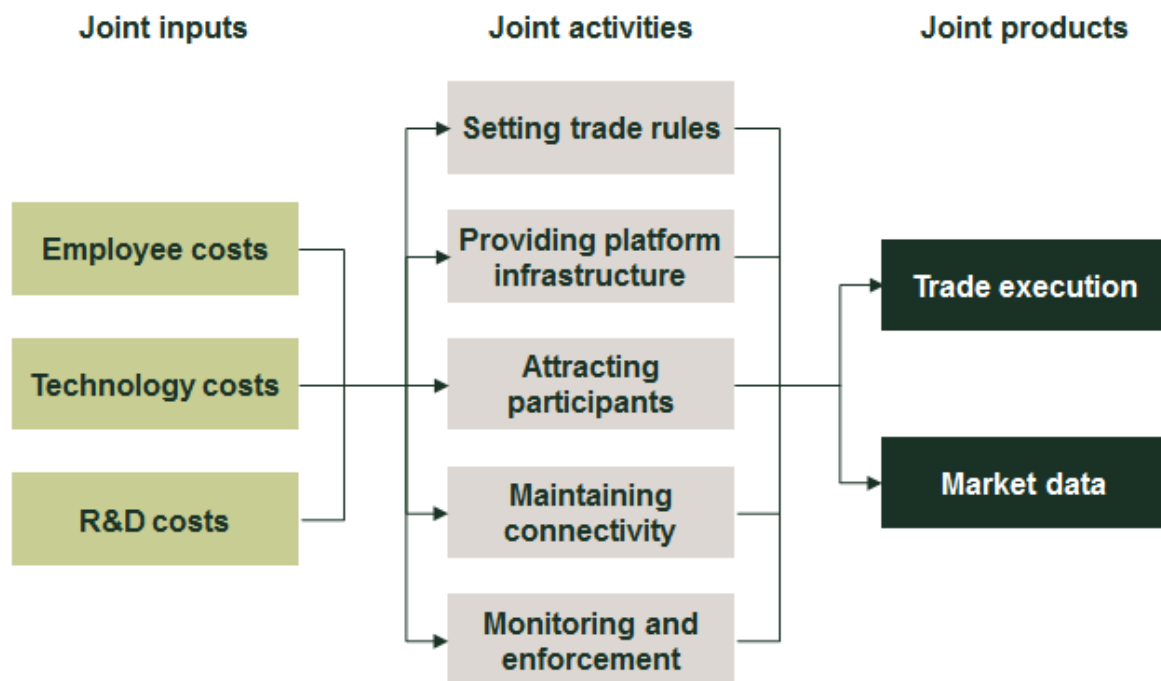 Joint inputs
Joint activities
Joint products
Employee costs
Technology costs
R&D costs
Setting trade rules
Providing platform
infrastructure
Attracting
participants
Maintaining
connectivity
Monitoring and
enforcement
Trade execution
Market data